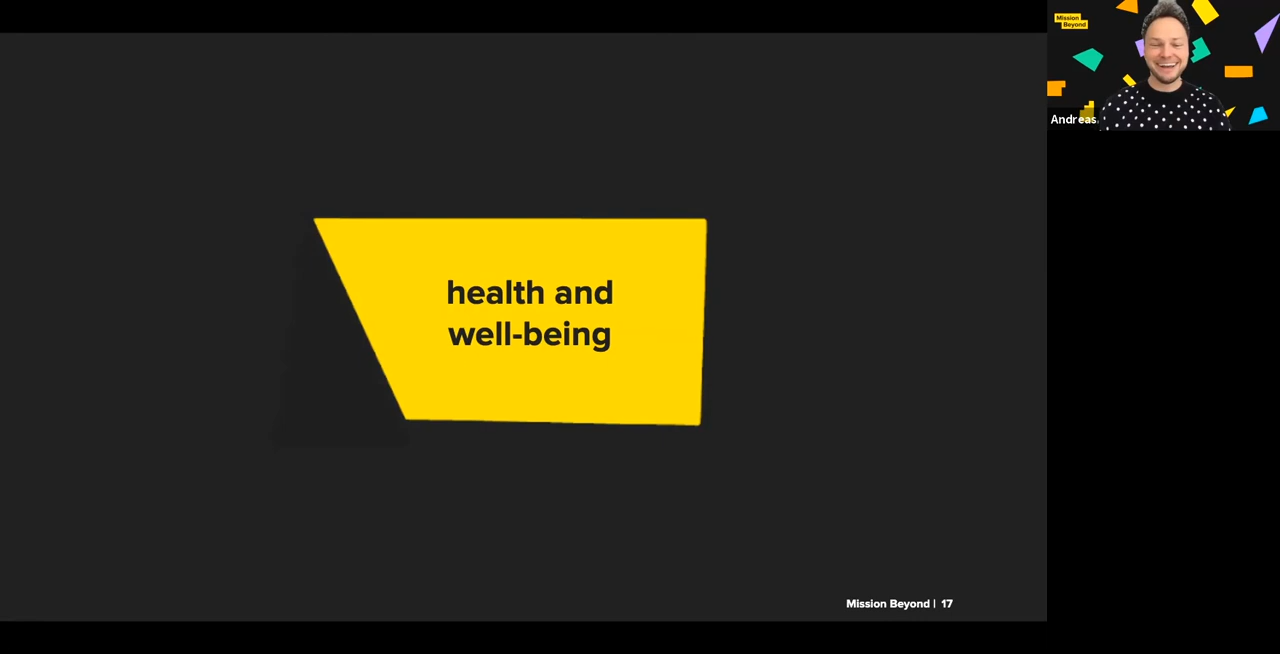 health and
well-being
Mission Beyond | 17
Mission
Beyond
Andreas